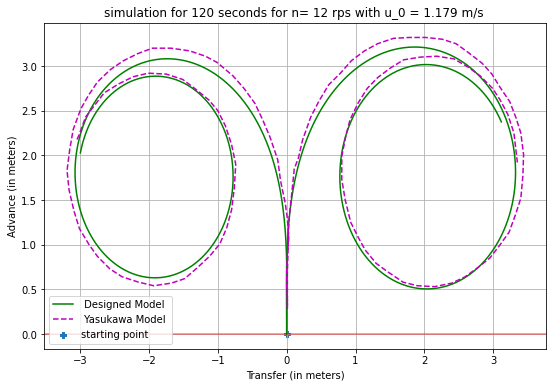 simulation for 120 seconds for n= 12 rps with u_0 = 1.179 m/s
Advance (in meters)
3.0
2.5
2.0
1.5
1.0
0.5
0.0
Designed Model
Yasukawa Model
starting point
−3
−2
−1
0
1
2
3
Transfer (in meters)